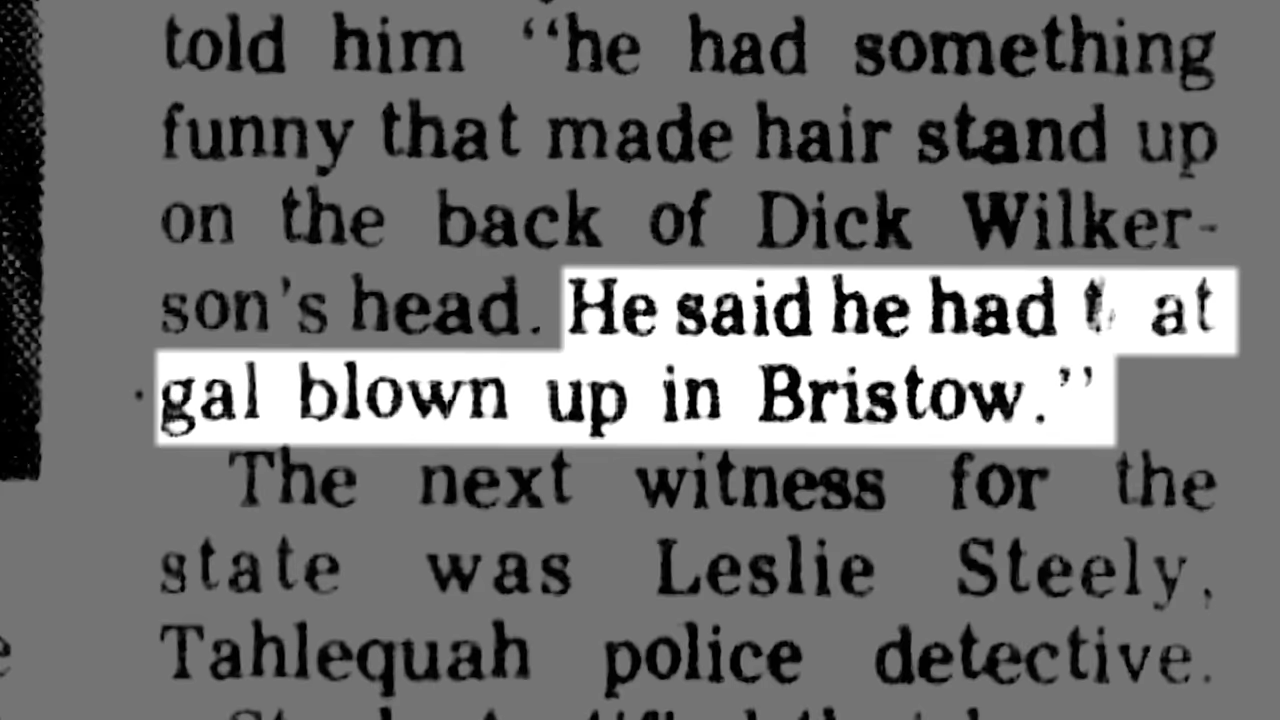 told him “he had something
funny that made hair stand up
on the back of Dick Wilker-
son's head. He said he had at
gal blown up in Bristow.”
The next witness for the
state was Leslie Steely,
Tahlequah police detective.